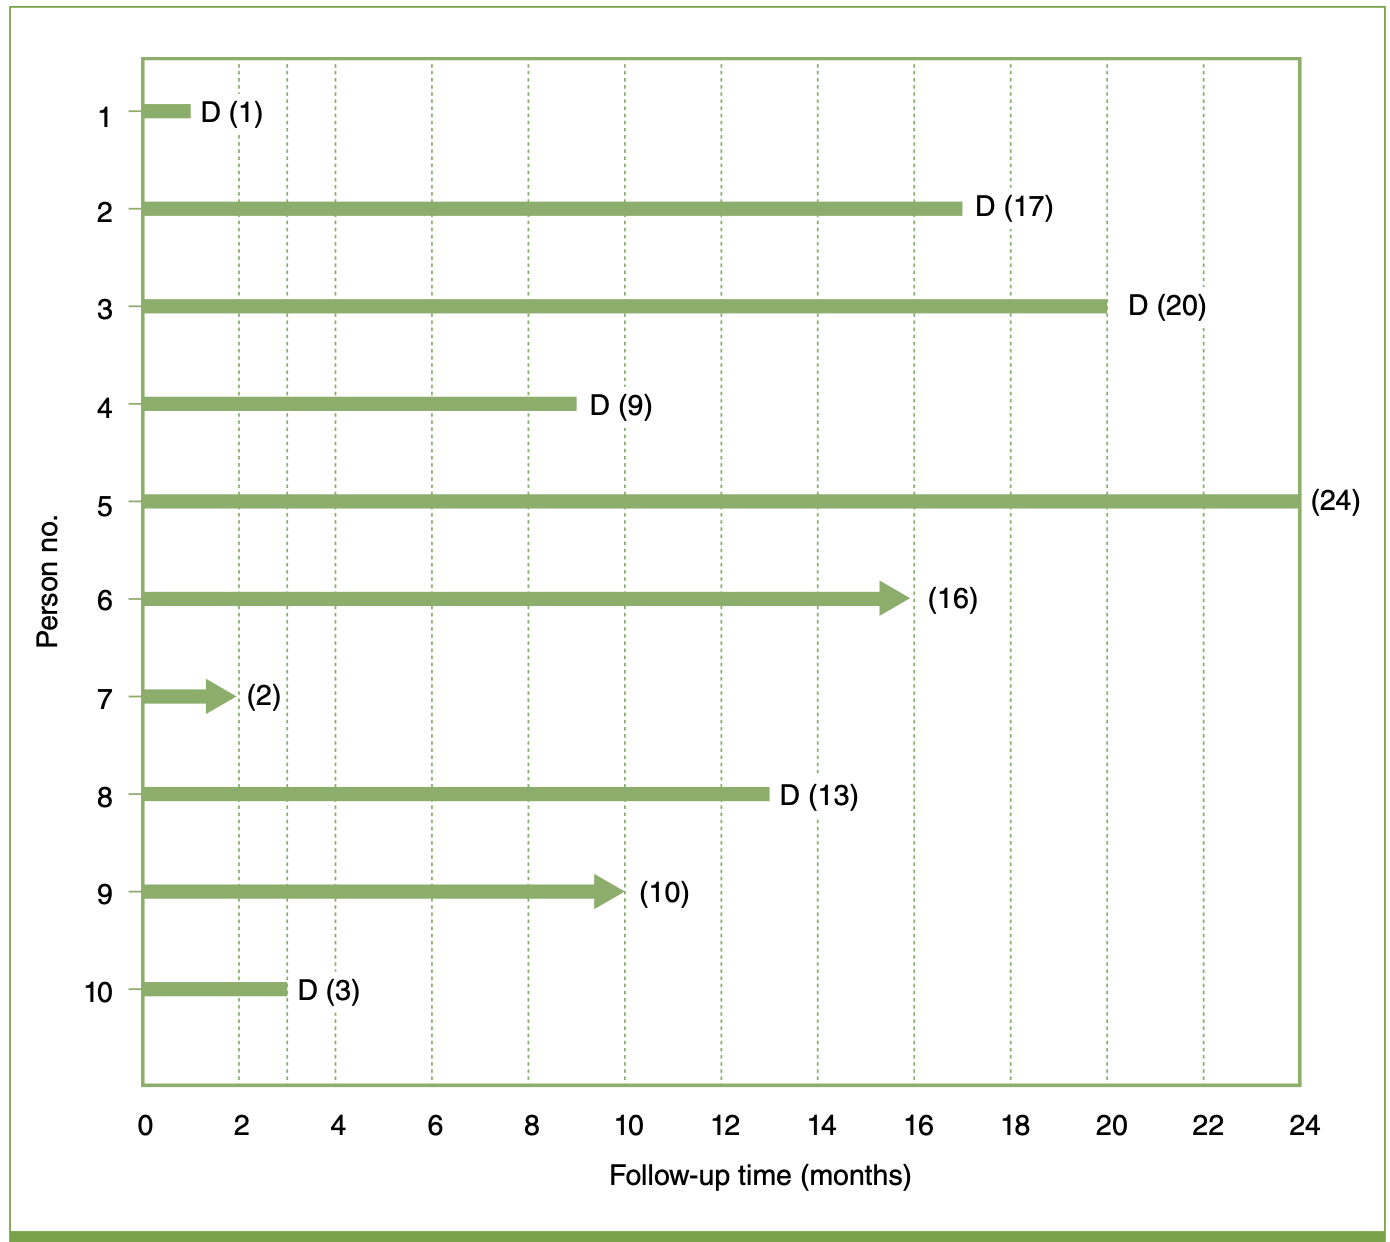 1 D (1)
2 D (17)
3 D (20)
4 D (9)
5 (24)
Person no.
6 (16)
7 (2)
8 D (13)
9 (10)
10 D (3)
0 2 4 6 8 10 12 14 16 18 20 22 24
Follow-up time (months)